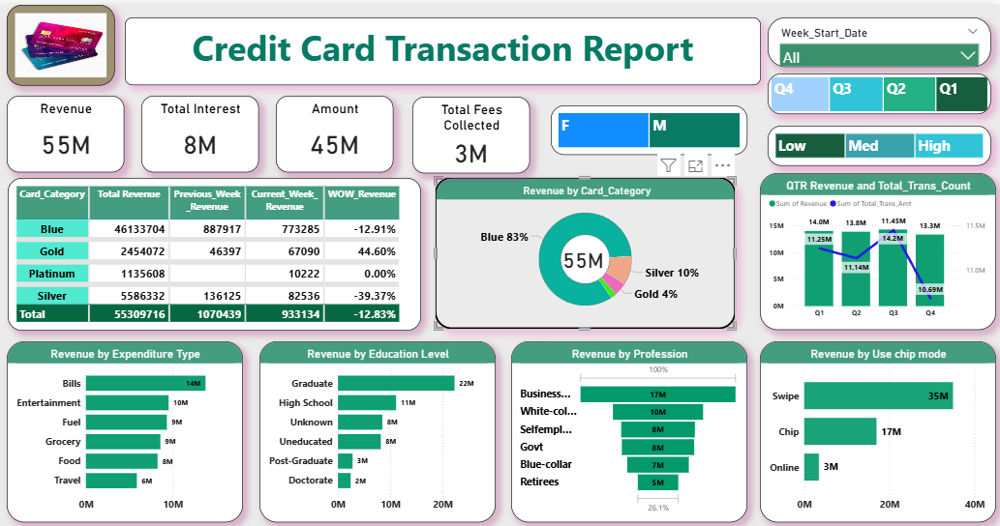 Credit Card Transaction Report
Week_Start_Date
All
Q4 Q3 Q2 Q1
Low Med High
Revenue
55M
Total Interest
8M
Amount
45M
Total Fees
Collected
3M
F M
Card_Category Total Revenue Previous_Week_Revenue Current_Week_Revenue WOW_Revenue
Blue 46133704 887917 773285 -12.91%
Gold 2454072 46397 67090 44.60%
Platinum 1135608 10222 0.00%
Silver 5586332 136125 82536 -39.37%
Total 55309716 1070439 933134 -12.83%
Revenue by Card_Category
Blue 83%
55M
Silver 10%
Gold 4%
QTR Revenue and Total_Trans_Count
Sum of Revenue Sum of Total_Trans_Amt
14.0M 13.8M 11.45M 13.3M
15M 11.5M
11.25M 14.2M
10M 11.14M 11.0M
5M 10.69M
0M
Q1 Q2 Q3 Q4
Revenue by Expenditure Type
Bills 14M
Entertainment 10M
Fuel 9M
Grocery 9M
Food 8M
Travel 6M
0M 10M
Revenue by Education Level
Graduate 22M
High School 11M
Unknown 8M
Uneducated 8M
Post-Graduate 3M
Doctorate 2M
0M 10M 20M
Revenue by Profession
100%
Business... 17M
White-col... 10M
Selfempl... 8M
Govt 8M
Blue-collar 7M
Retirees 5M
26.1%
Revenue by Use chip mode
Swipe 35M
Chip 17M
Online 3M
0M 20M 40M